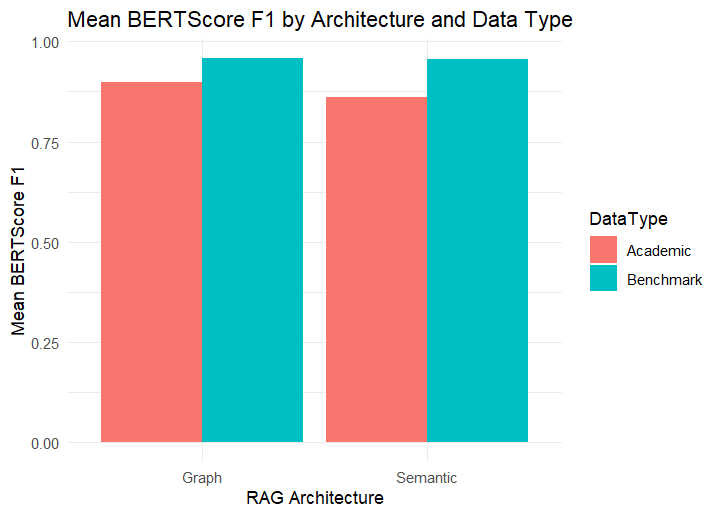 Mean BERTScore F1 by Architecture and Data Type
Mean BERTScore F1
1.00
0.75
0.50
0.25
0.00
Graph
Semantic
RAG Architecture
DataType
Academic
Benchmark